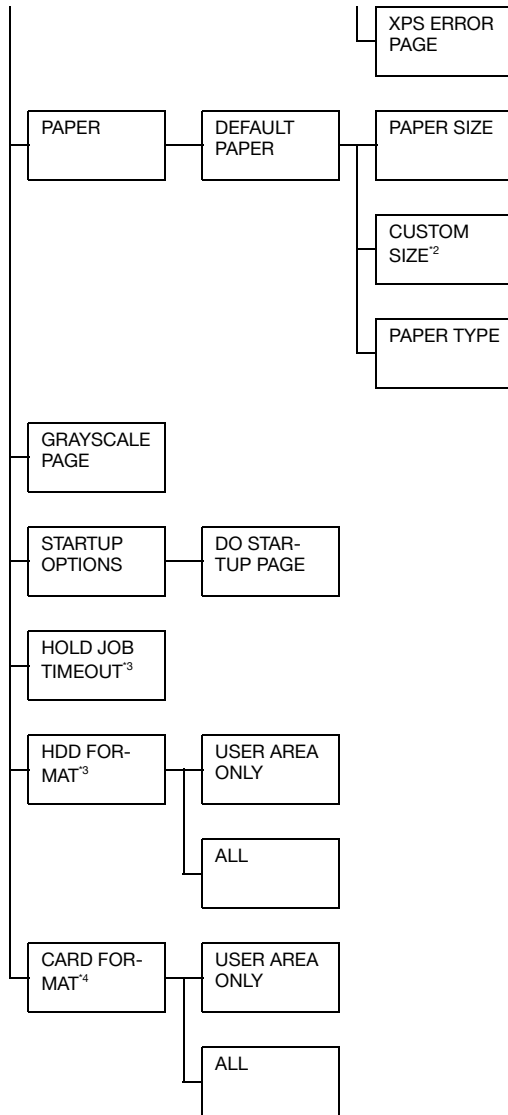 XPS ERROR
PAGE
PAPER
DEFAULT
PAPER
PAPER SIZE
CUSTOM
SIZE*2
PAPER TYPE
GRAYSCALE
PAGE
STARTUP
OPTIONS
DO STAR-
TUP PAGE
HOLD JOB
TIMEOUT*3
HDD FOR-
MAT*3
USER AREA
ONLY
ALL
CARD FOR-
MAT*4
USER AREA
ONLY
ALL